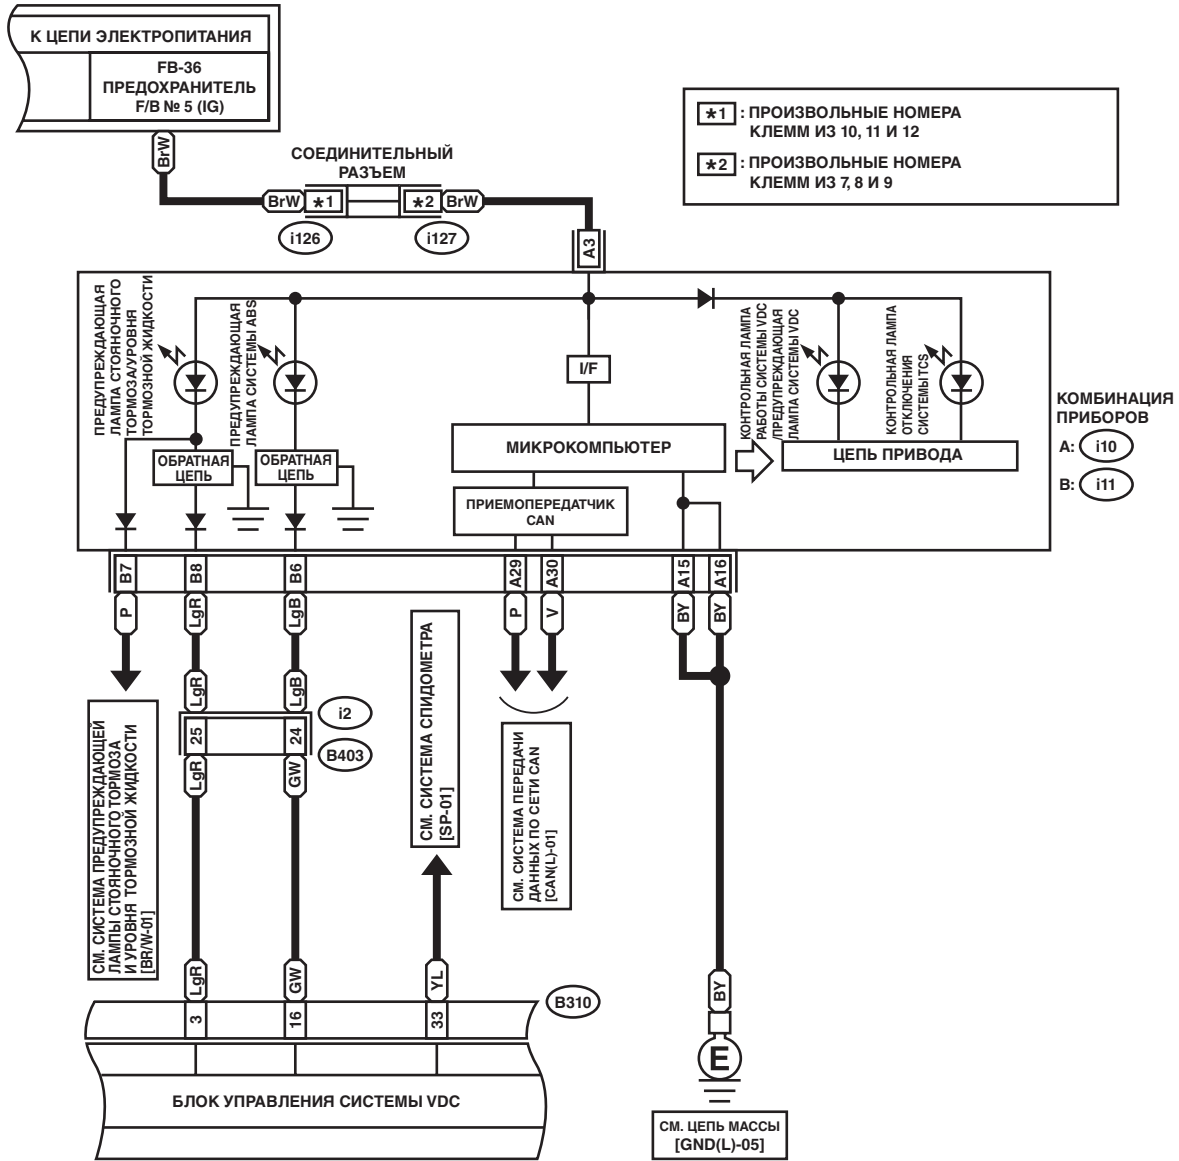 К ЦЕПИ ЭЛЕКТРОПИТАНИЯ
FB-36
ПРЕДОХРАНИТЕЛЬ
F/B № 5 (IG)
BrW
СОЕДИНИТЕЛЬНЫЙ
РАЗЪЕМ
BrW *1 *2 BrW
i126 i127
*1 : ПРОИЗВОЛЬНЫЕ НОМЕРА
КЛЕММ ИЗ 10, 11 И 12
*2 : ПРОИЗВОЛЬНЫЕ НОМЕРА
КЛЕММ ИЗ 7, 8 И 9
A3
ПРЕДУПРЕЖДАЮЩАЯ
ЛАМПА СТОЯНОЧНОГО
ТОРМОЗА/УРОВНЯ
ТОРМОЗНОЙ ЖИДКОСТИ
ПРЕДУПРЕЖДАЮЩАЯ
ЛАМПА СИСТЕМЫ ABS
I/F
КОНТРОЛЬНАЯ ЛАМПА
РАБОТЫ СИСТЕМЫ VDC
/ПРЕДУПРЕЖДАЮЩАЯ
ЛАМПА СИСТЕМЫ VDC
КОНТРОЛЬНАЯ ЛАМПА
ОТКЛЮЧЕНИЯ
СИСТЕМЫ TCS
КОМБИНАЦИЯ
ПРИБОРОВ
A: i10
B: i11
МИКРОКОМПЬЮТЕР
ЦЕПЬ ПРИВОДА
ОБРАТНАЯ
ЦЕПЬ
ОБРАТНАЯ
ЦЕПЬ
ПРИЕМОПЕРЕДАТЧИК
CAN
B7 B8 B6 A29 A30 A15 A16
P LgR LgB P V BY BY
LgR LgB
i2
25 24
B403
LgR GW
СМ. СИСТЕМА ПРЕДУПРЕЖДАЮЩЕЙ
ЛАМПЫ СТОЯНОЧНОГО ТОРМОЗА
И УРОВНЯ ТОРМОЗНОЙ ЖИДКОСТИ
[BR/W-01]
СМ. СИСТЕМА СПИДОМЕТРА
[SP-01]
СМ. СИСТЕМА ПЕРЕДАЧИ
ДАННЫХ ПО СЕТИ CAN
[CAN(L)-01]
LgR GW YL BY
3 16 33
B310
БЛОК УПРАВЛЕНИЯ СИСТЕМЫ VDC
E
СМ. ЦЕПЬ МАССЫ
[GND(L)-05]